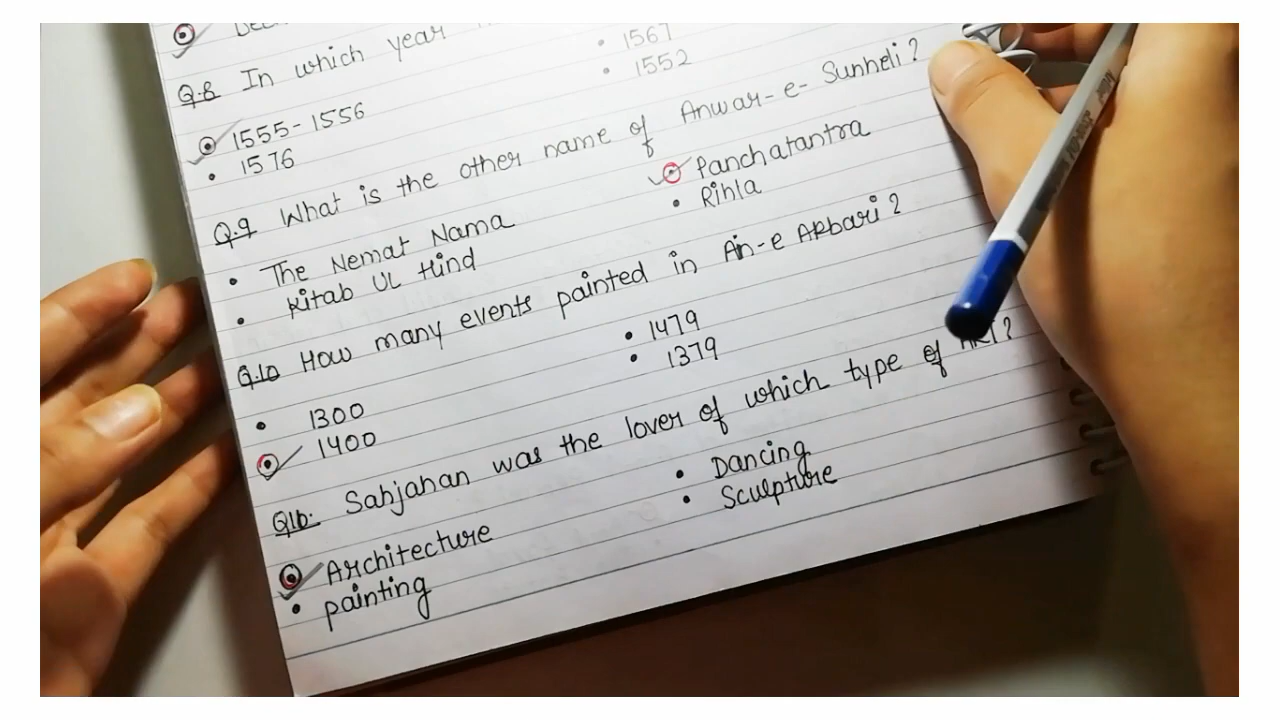 Q.8 In which year
1555-1556
1576
1567
1552
Q.9 What is the other name of Anwar-e-Sunheli?
The Nemat Nama
Kitab UL Hind
Panchatantra
Rihla
Q.10 How many events painted in Ain-e Akbari?
1300
1400
1479
1379
Sahjahan was the lover of which type of ART?
Architecture
painting
Dancing
Sculpture